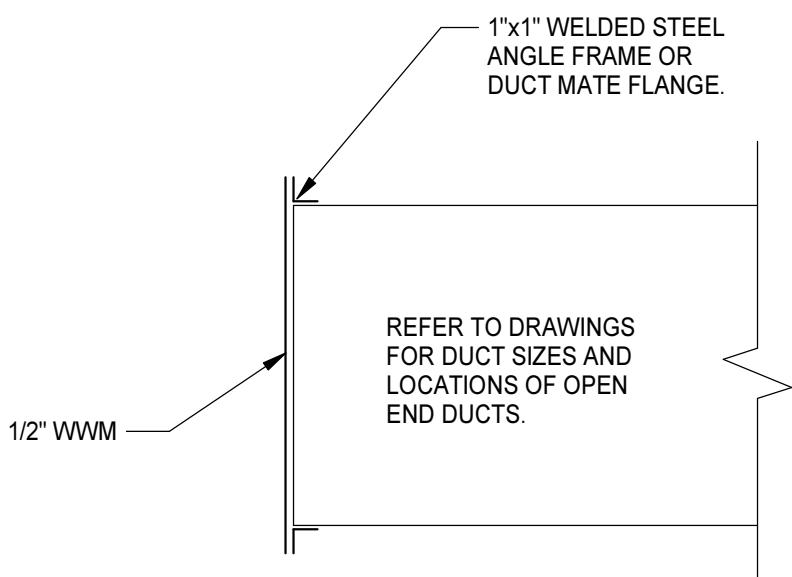 1"x1" WELDED STEEL
ANGLE FRAME OR
DUCT MATE FLANGE.
REFER TO DRAWINGS
FOR DUCT SIZES AND
LOCATIONS OF OPEN
END DUCTS.
1/2" WWM